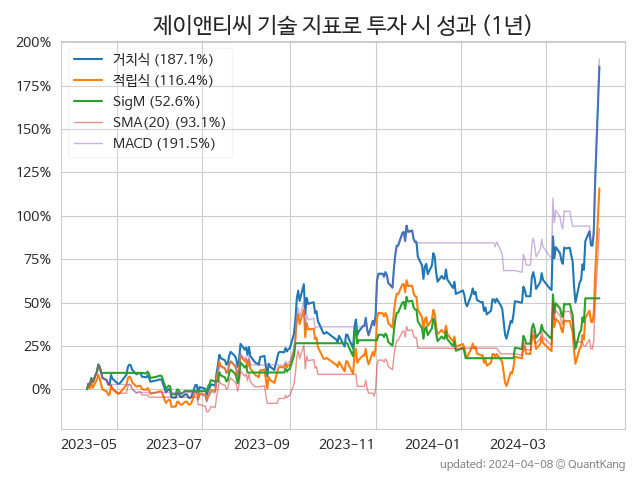 제이앤티씨 기술 지표로 투자 시 성과 (1년)
거치식 (187.1%)
적립식 (116.4%)
SigM (52.6%)
SMA(20) (93.1%)
MACD (191.5%)
200%
175%
150%
125%
100%
75%
50%
25%
0%
2023-05
2023-07
2023-09
2023-11
2024-01
2024-03
updated: 2024-04-08 © QuantKang